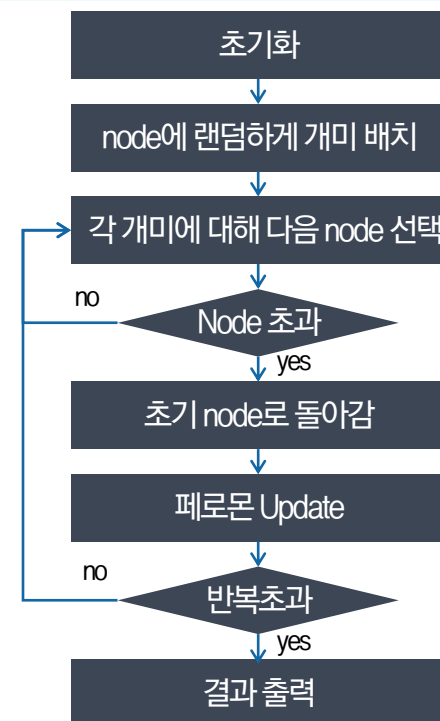 초기화
node에 랜덤하게 개미 배치
각 개미에 대해 다음 node 선택
no
Node 초과
yes
초기 node로 돌아감
페로몬 Update
no
반복초과
yes
결과 출력